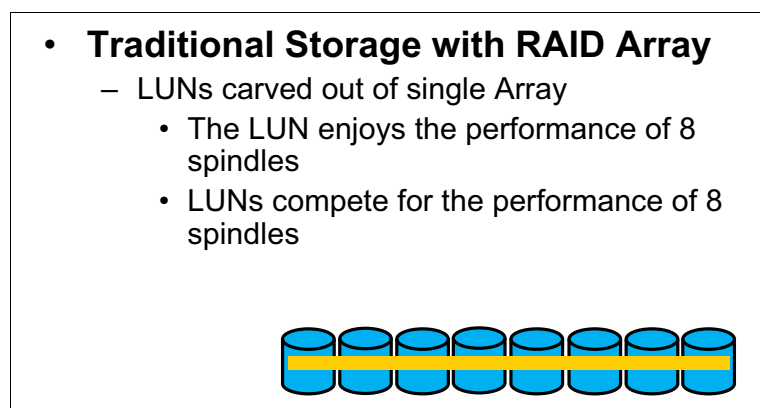 • Traditional Storage with RAID Array
– LUNs carved out of single Array
• The LUN enjoys the performance of 8
spindles
• LUNs compete for the performance of 8
spindles